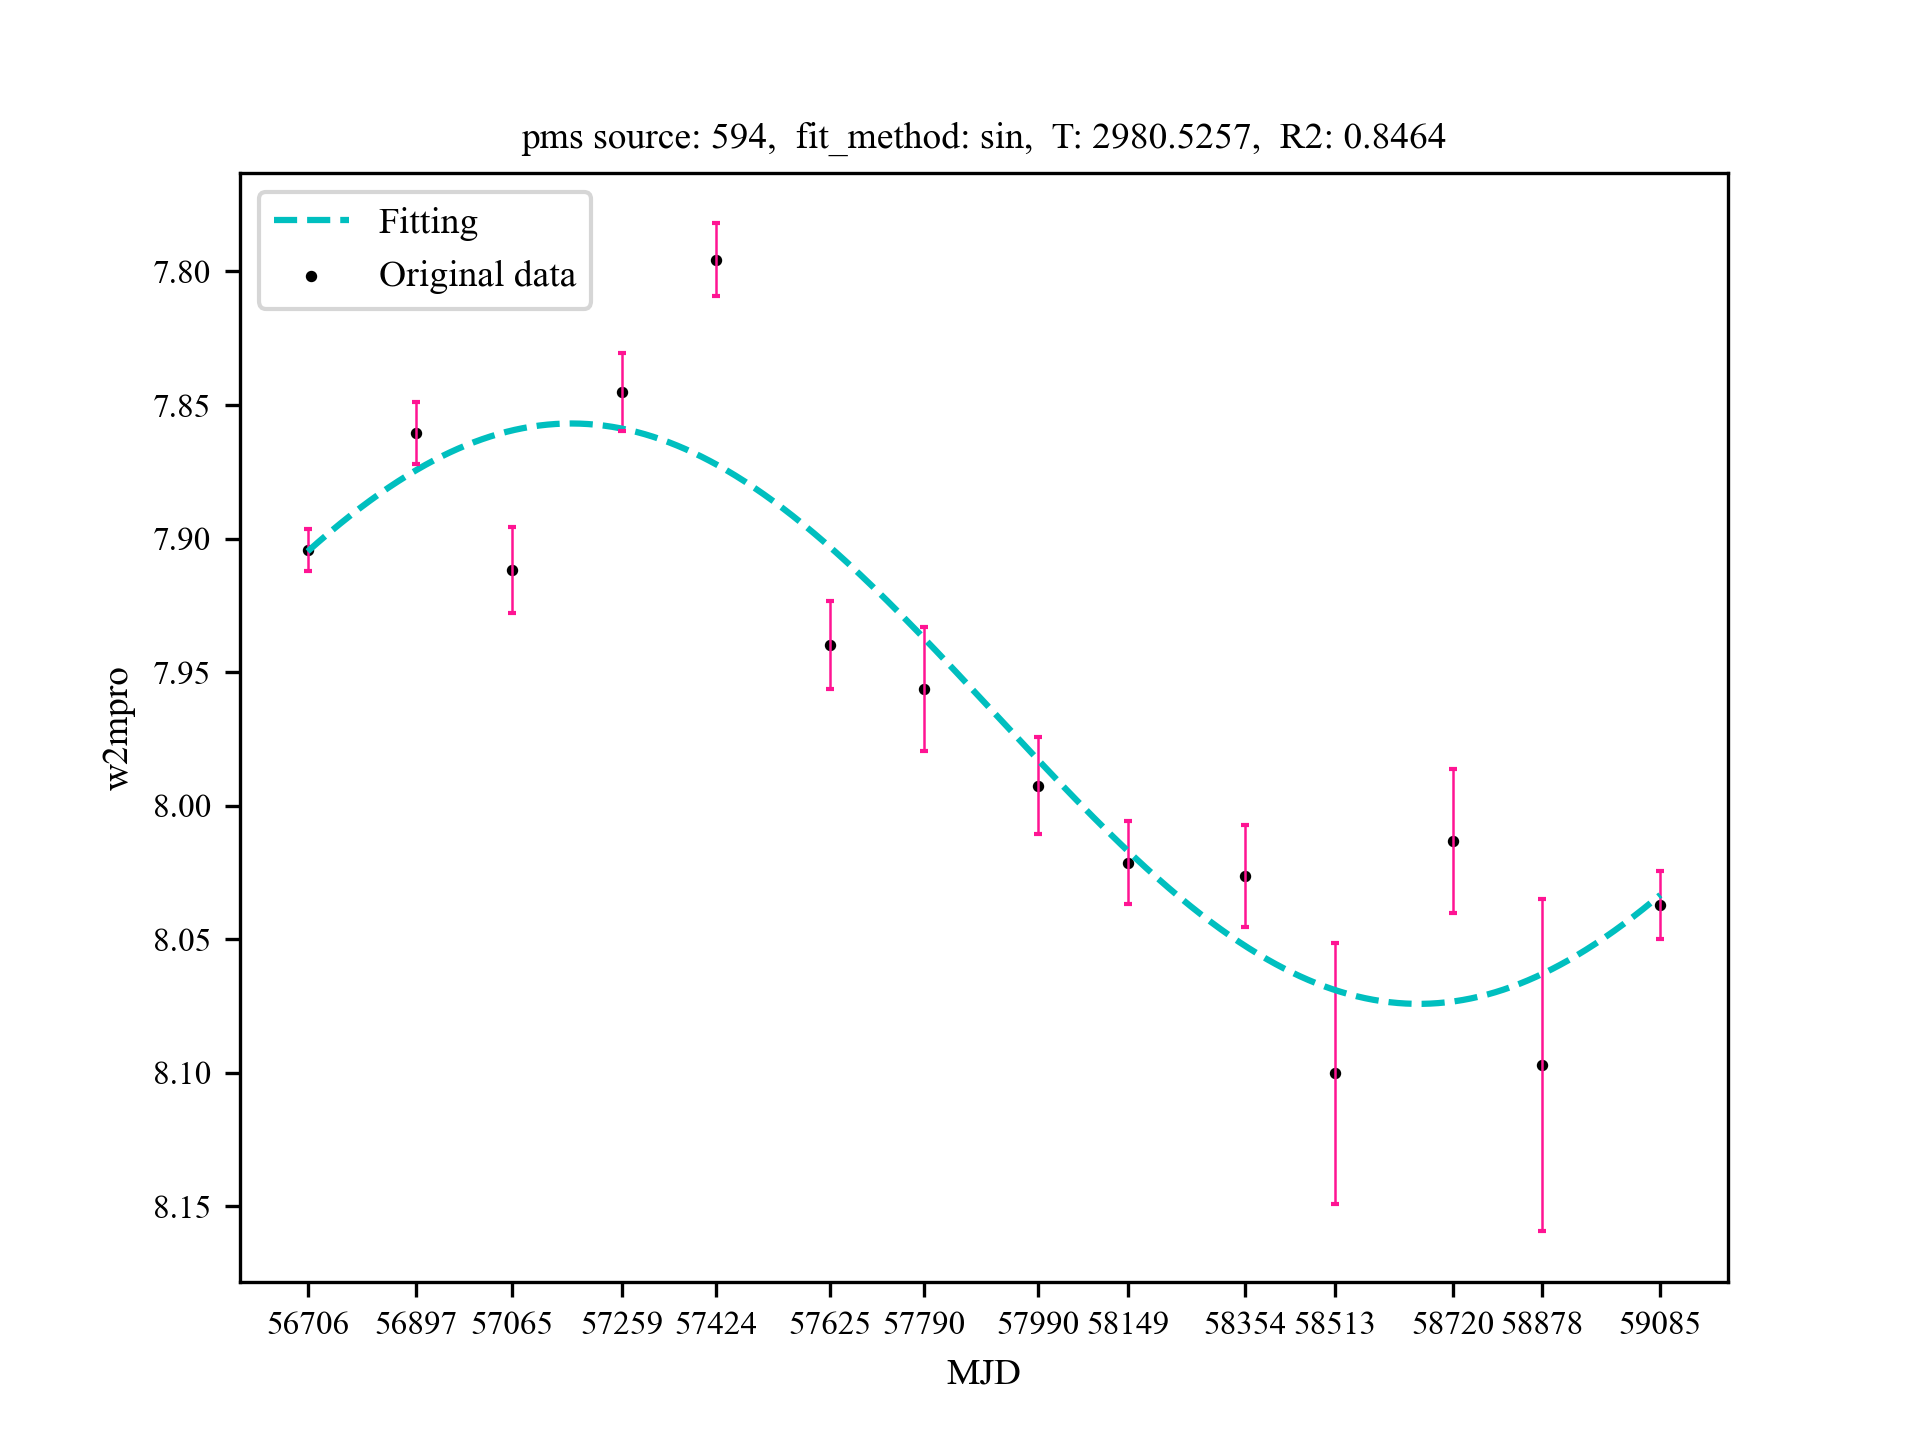 pms source: 594,  fit_method: sin,  T: 2980.5257,  R2: 0.8464
Fitting
Original data
7.80
7.85
7.90
7.95
8.00
8.05
8.10
8.15
w2mpro
56706 56897 57065 57259 57424 57625 57790 57990 58149 58354 58513 58720 58878 59085
MJD